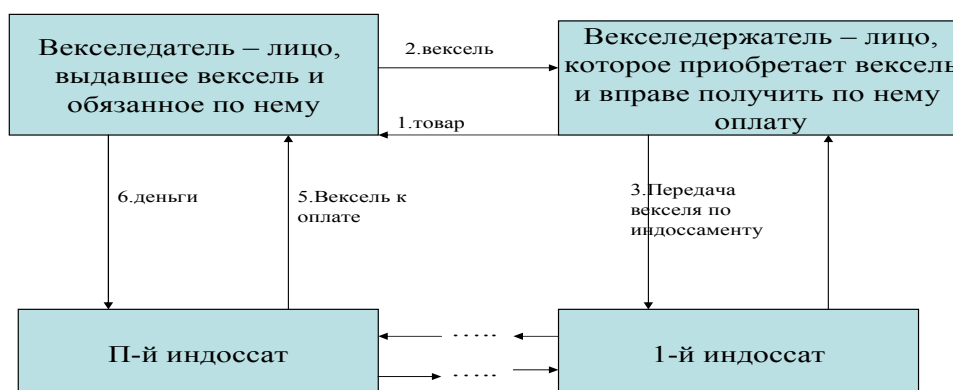 Векселедатель – лицо,
выдавшее вексель и
обязанное по нему
2.вексель
1.товар
Векселедержатель – лицо,
которое приобретает вексель
и вправе получить по нему
оплату
6.деньги
5.Вексель к
оплате
3.Передача
векселя по
индоссаменту
П-й индоссат
.....
.....
1-й индоссат